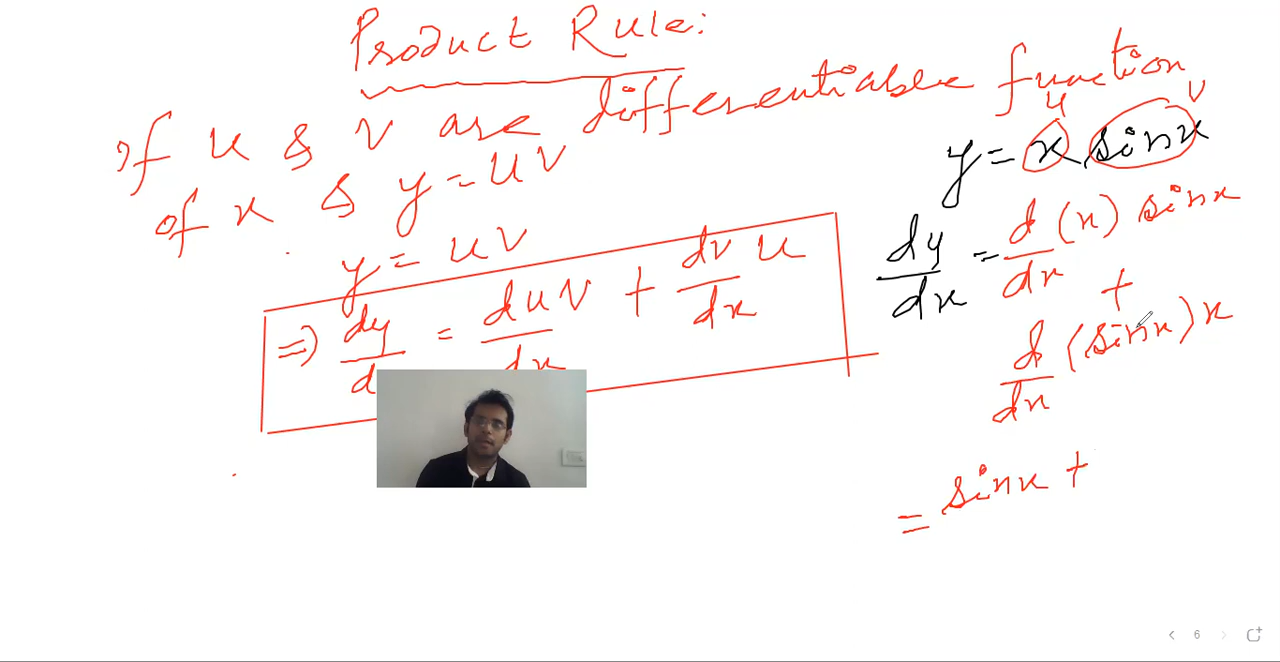 Product Rule:
If u & v are differentiable function
of x & y = uv
y = uv
=> dy/d = du/dx v + dv/dx u
u v
y = x sinx
dy/dx = d/dx (x) sinx
+
d/dx (sinx) x
= sinx +
6